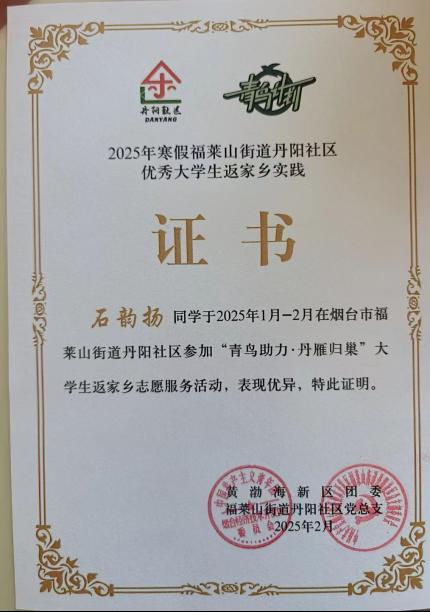 丹阳社区
DANYANG
青鸟计划
2025年寒假福莱山街道丹阳社区
优秀大学生返家乡实践
证书
石韵扬 同学于2025年1月-2月在烟台市福
莱山街道丹阳社区参加“青鸟助力·丹雁归巢”大
学生返家乡志愿服务活动，表现优异，特此证明。
黄渤海新区团委
福莱山街道丹阳社区党总支
2025年2月